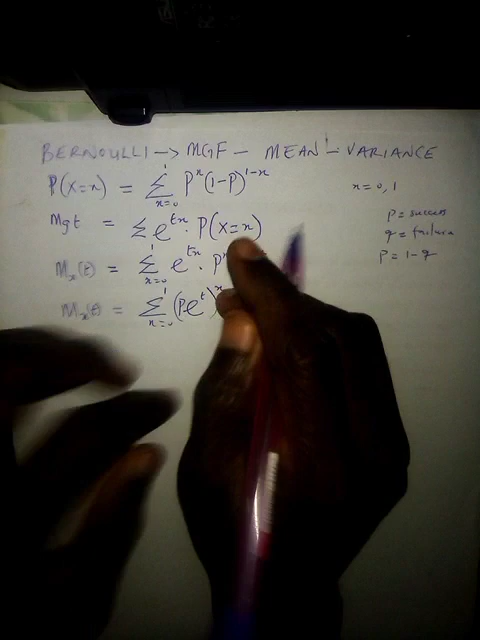 BERNOULLI → MGF – MEAN – VARIANCE
P(X=x) = Σ_{x=0}^{1} P^x (1-P)^{1-x}   x = 0, 1
Mgt = Σ e^{tx} . P(X=x)   P = success
q = failure
M_x(t) = Σ_{x=0}^{1} e^{tx} . P   P = 1 - q
M_x(t) = Σ_{x=0}^{1} (Pe^t)^x